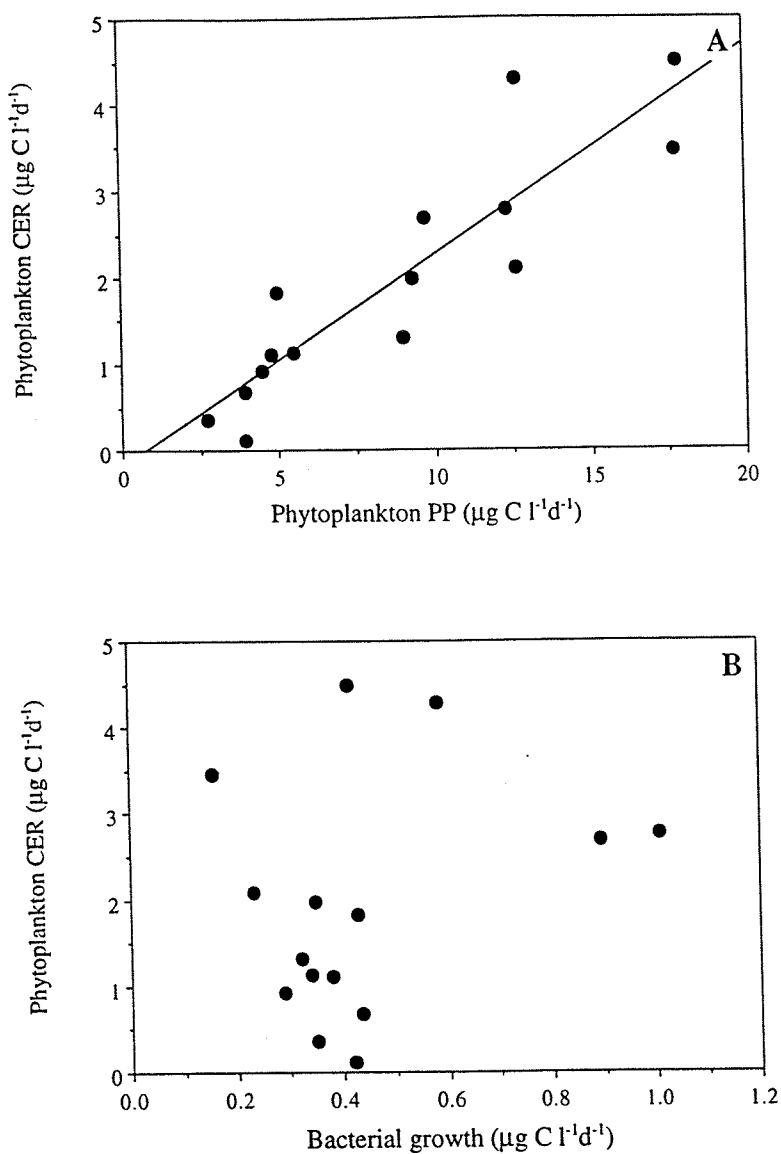 A
Phytoplankton CER (μg C l⁻¹d⁻¹)
5
4
3
2
1
0
0 5 10 15 20
Phytoplankton PP (μg C l⁻¹d⁻¹)
B
Phytoplankton CER (μg C l⁻¹d⁻¹)
5
4
3
2
1
0
0.0 0.2 0.4 0.6 0.8 1.0 1.2
Bacterial growth (μg C l⁻¹d⁻¹)